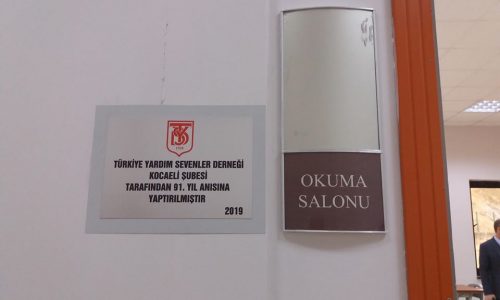 TÜRKİYE YARDIM SEVENLER DERNEĞİ
KOCAELİ ŞUBESİ
TARAFINDAN 91. YIL ANISINA
YAPTIRILMIŞTIR
2019
OKUMA
SALONU